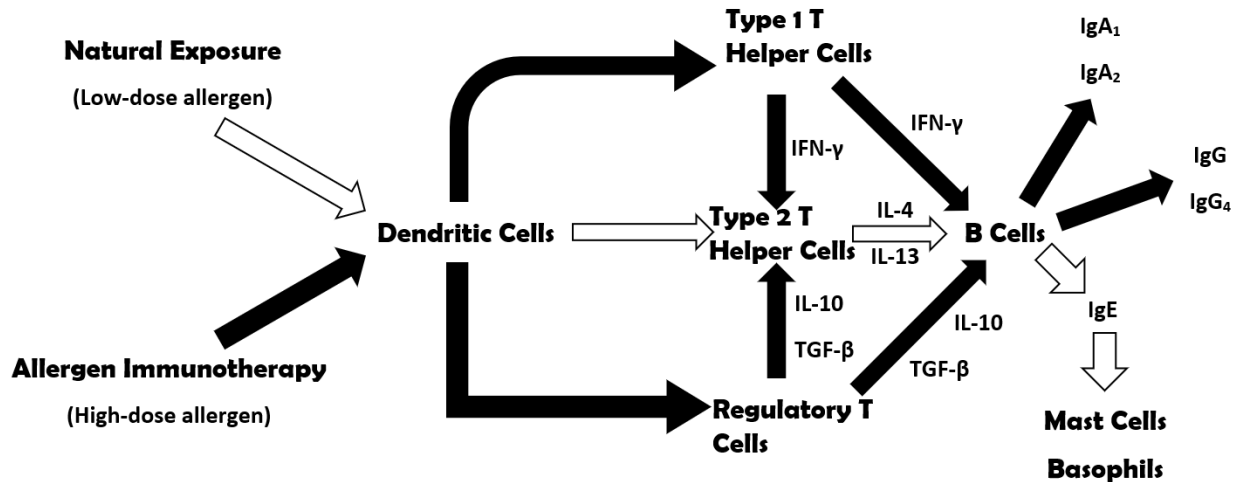 Natural Exposure
(Low-dose allergen)
Type 1 T
Helper Cells
IgA₁
IgA₂
IFN-γ
IFN-γ
IgG
IgG₄
Dendritic Cells
Type 2 T
Helper Cells
IL-4
IL-13
B Cells
IL-10
TGF-β
IL-10
TGF-β
IgE
Allergen Immunotherapy
(High-dose allergen)
Regulatory T
Cells
Mast Cells
Basophils